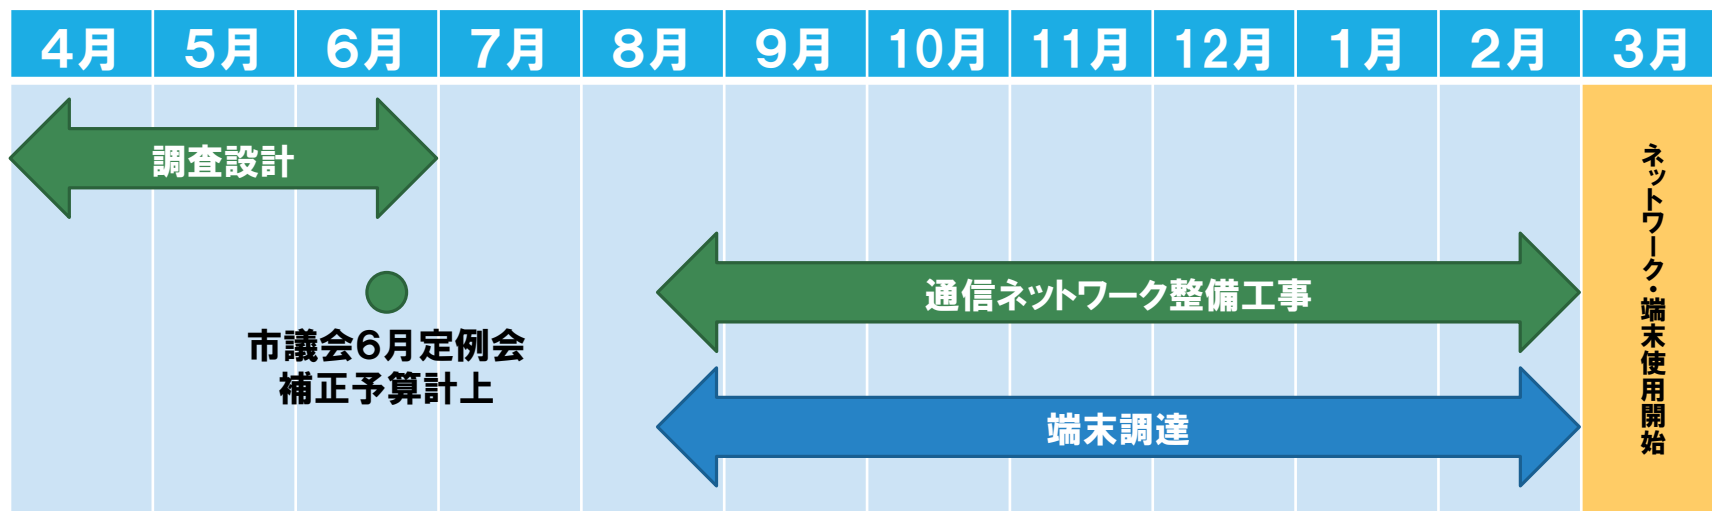 4月 5月 6月 7月 8月 9月 10月 11月 12月 1月 2月 3月
調査設計
市議会6月定例会
補正予算計上
通信ネットワーク整備工事
端末調達
ネットワーク・端末使用開始